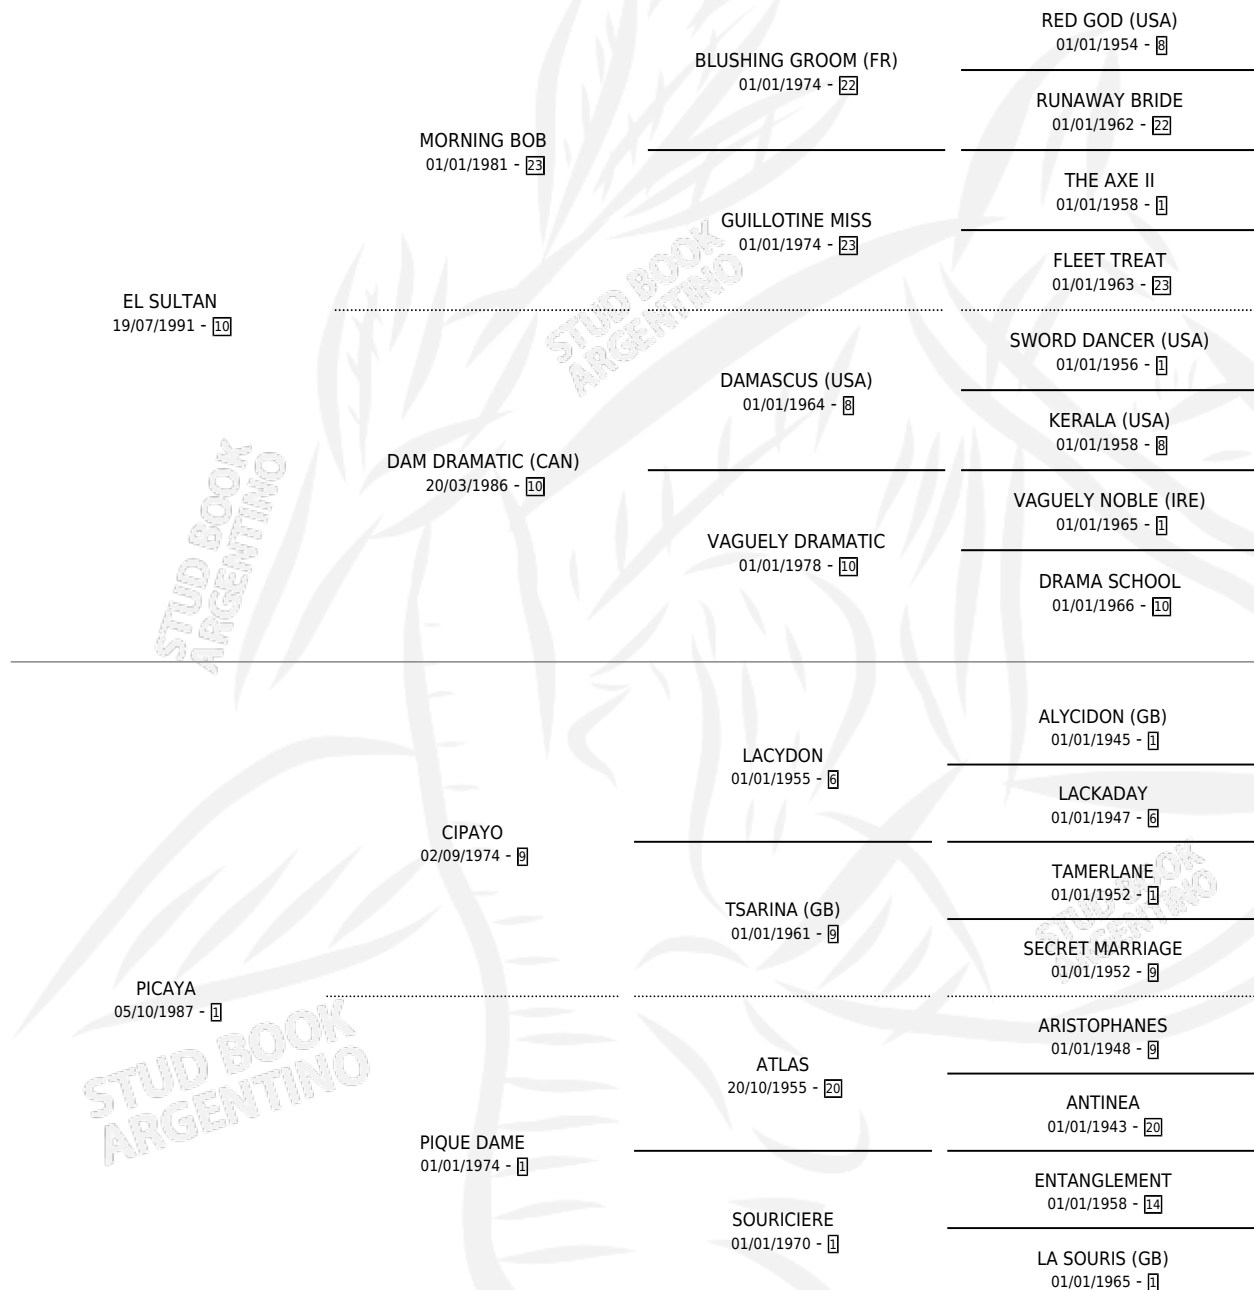 RED GOD (USA)
01/01/1954 - 8
BLUSHING GROOM (FR)
01/01/1974 - 22
RUNAWAY BRIDE
01/01/1962 - 22
MORNING BOB
01/01/1981 - 23
THE AXE II
01/01/1958 - 1
GUILLOTINE MISS
01/01/1974 - 23
FLEET TREAT
01/01/1963 - 23
EL SULTAN
19/07/1991 - 10
SWORD DANCER (USA)
01/01/1956 - 1
DAMASCUS (USA)
01/01/1964 - 8
KERALA (USA)
01/01/1958 - 8
DAM DRAMATIC (CAN)
20/03/1986 - 10
VAGUELY NOBLE (IRE)
01/01/1965 - 1
VAGUELY DRAMATIC
01/01/1978 - 10
DRAMA SCHOOL
01/01/1966 - 10
ALYCIDON (GB)
01/01/1945 - 1
LACYDON
01/01/1955 - 6
LACKADAY
01/01/1947 - 6
CIPAYO
02/09/1974 - 9
TAMERLANE
01/01/1952 - 1
TSARINA (GB)
01/01/1961 - 9
SECRET MARRIAGE
01/01/1952 - 9
PICAYA
05/10/1987 - 1
ARISTOPHANES
01/01/1948 - 9
ATLAS
20/10/1955 - 20
ANTINEA
01/01/1943 - 20
PIQUE DAME
01/01/1974 - 1
ENTANGLEMENT
01/01/1958 - 14
SOURICIERE
01/01/1970 - 1
LA SOURIS (GB)
01/01/1965 - 1
STUD BOOK
ARGENTINO
STUD BOOK
ARGENTINO
STUD BOOK
ARGENTINO
STUD BOOK
ARGENTINO